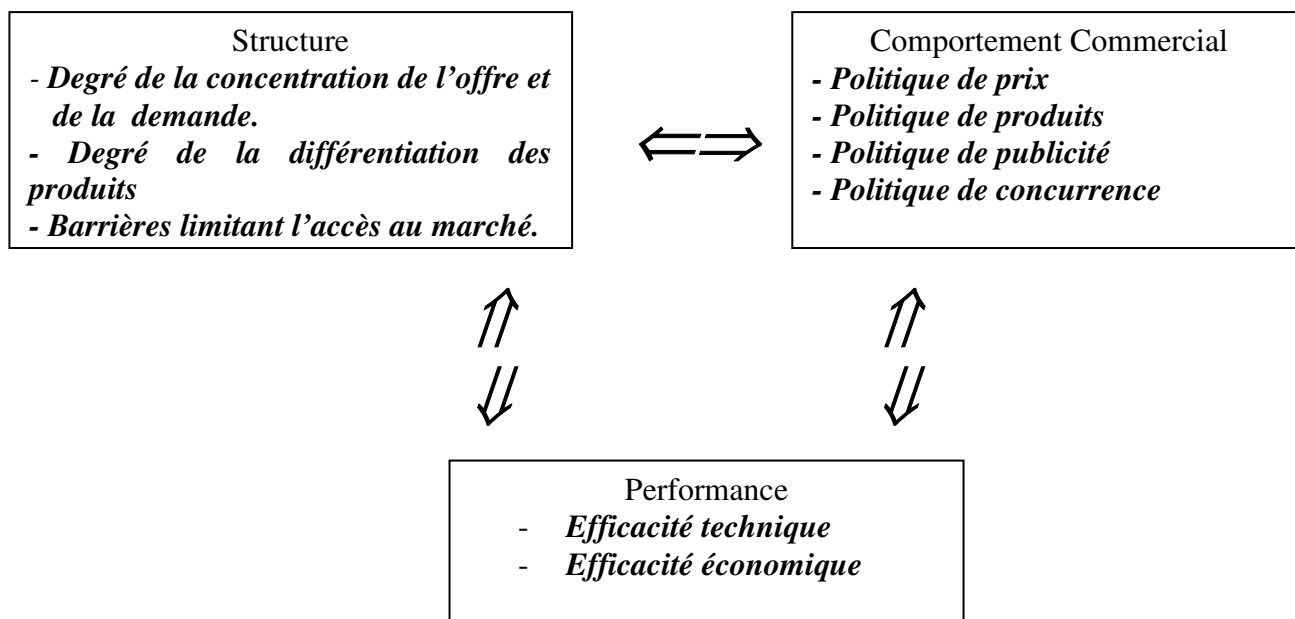 Structure
- Degré de la concentration de l’offre et
de la demande.
- Degré de la différentiation des
produits
- Barrières limitant l’accès au marché.
Comportement Commercial
- Politique de prix
- Politique de produits
- Politique de publicité
- Politique de concurrence
Performance
- Efficacité technique
- Efficacité économique